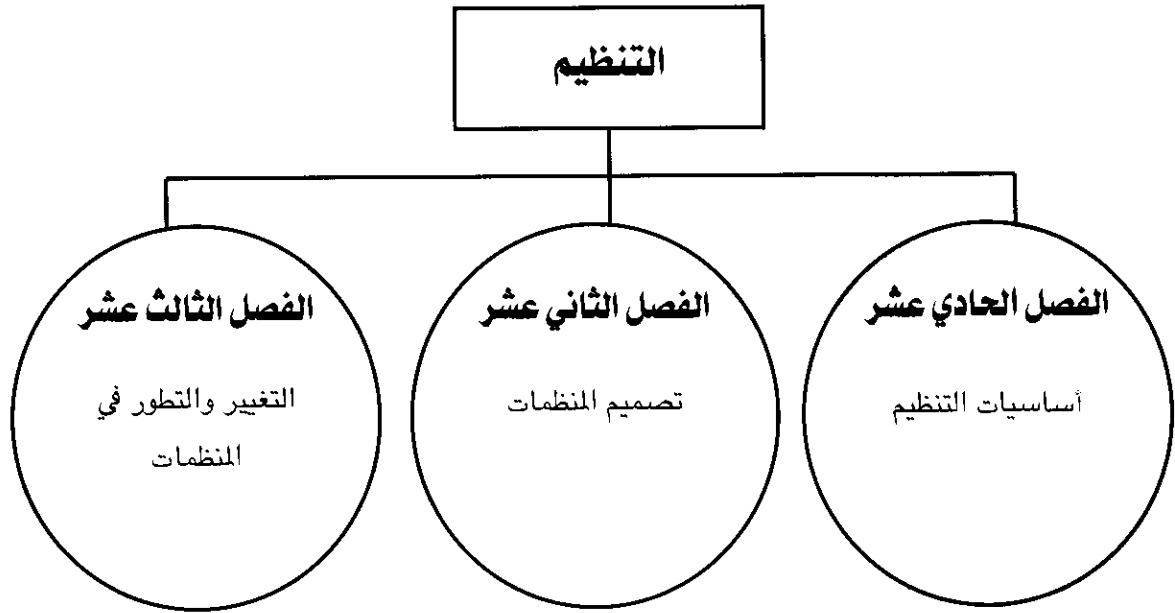 التنظيم
الفصل الحادي عشر
أساسيات التنظيم
الفصل الثاني عشر
تصميم المنظمات
الفصل الثالث عشر
التغيير والتطور في
المنظمات